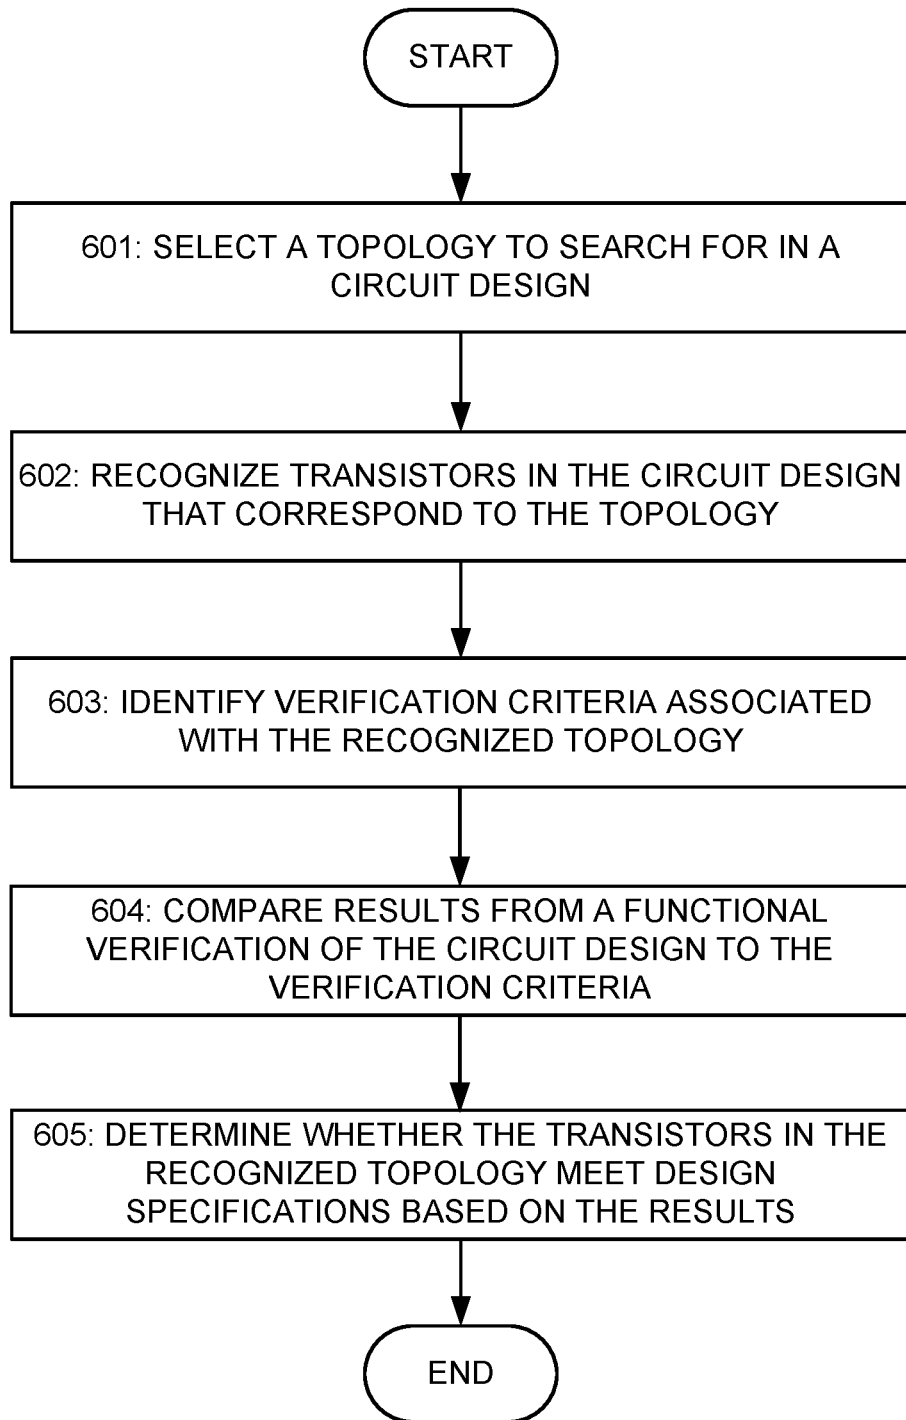 START
601: SELECT A TOPOLOGY TO SEARCH FOR IN A
CIRCUIT DESIGN
602: RECOGNIZE TRANSISTORS IN THE CIRCUIT DESIGN
THAT CORRESPOND TO THE TOPOLOGY
603: IDENTIFY VERIFICATION CRITERIA ASSOCIATED
WITH THE RECOGNIZED TOPOLOGY
604: COMPARE RESULTS FROM A FUNCTIONAL
VERIFICATION OF THE CIRCUIT DESIGN TO THE
VERIFICATION CRITERIA
605: DETERMINE WHETHER THE TRANSISTORS IN THE
RECOGNIZED TOPOLOGY MEET DESIGN
SPECIFICATIONS BASED ON THE RESULTS
END